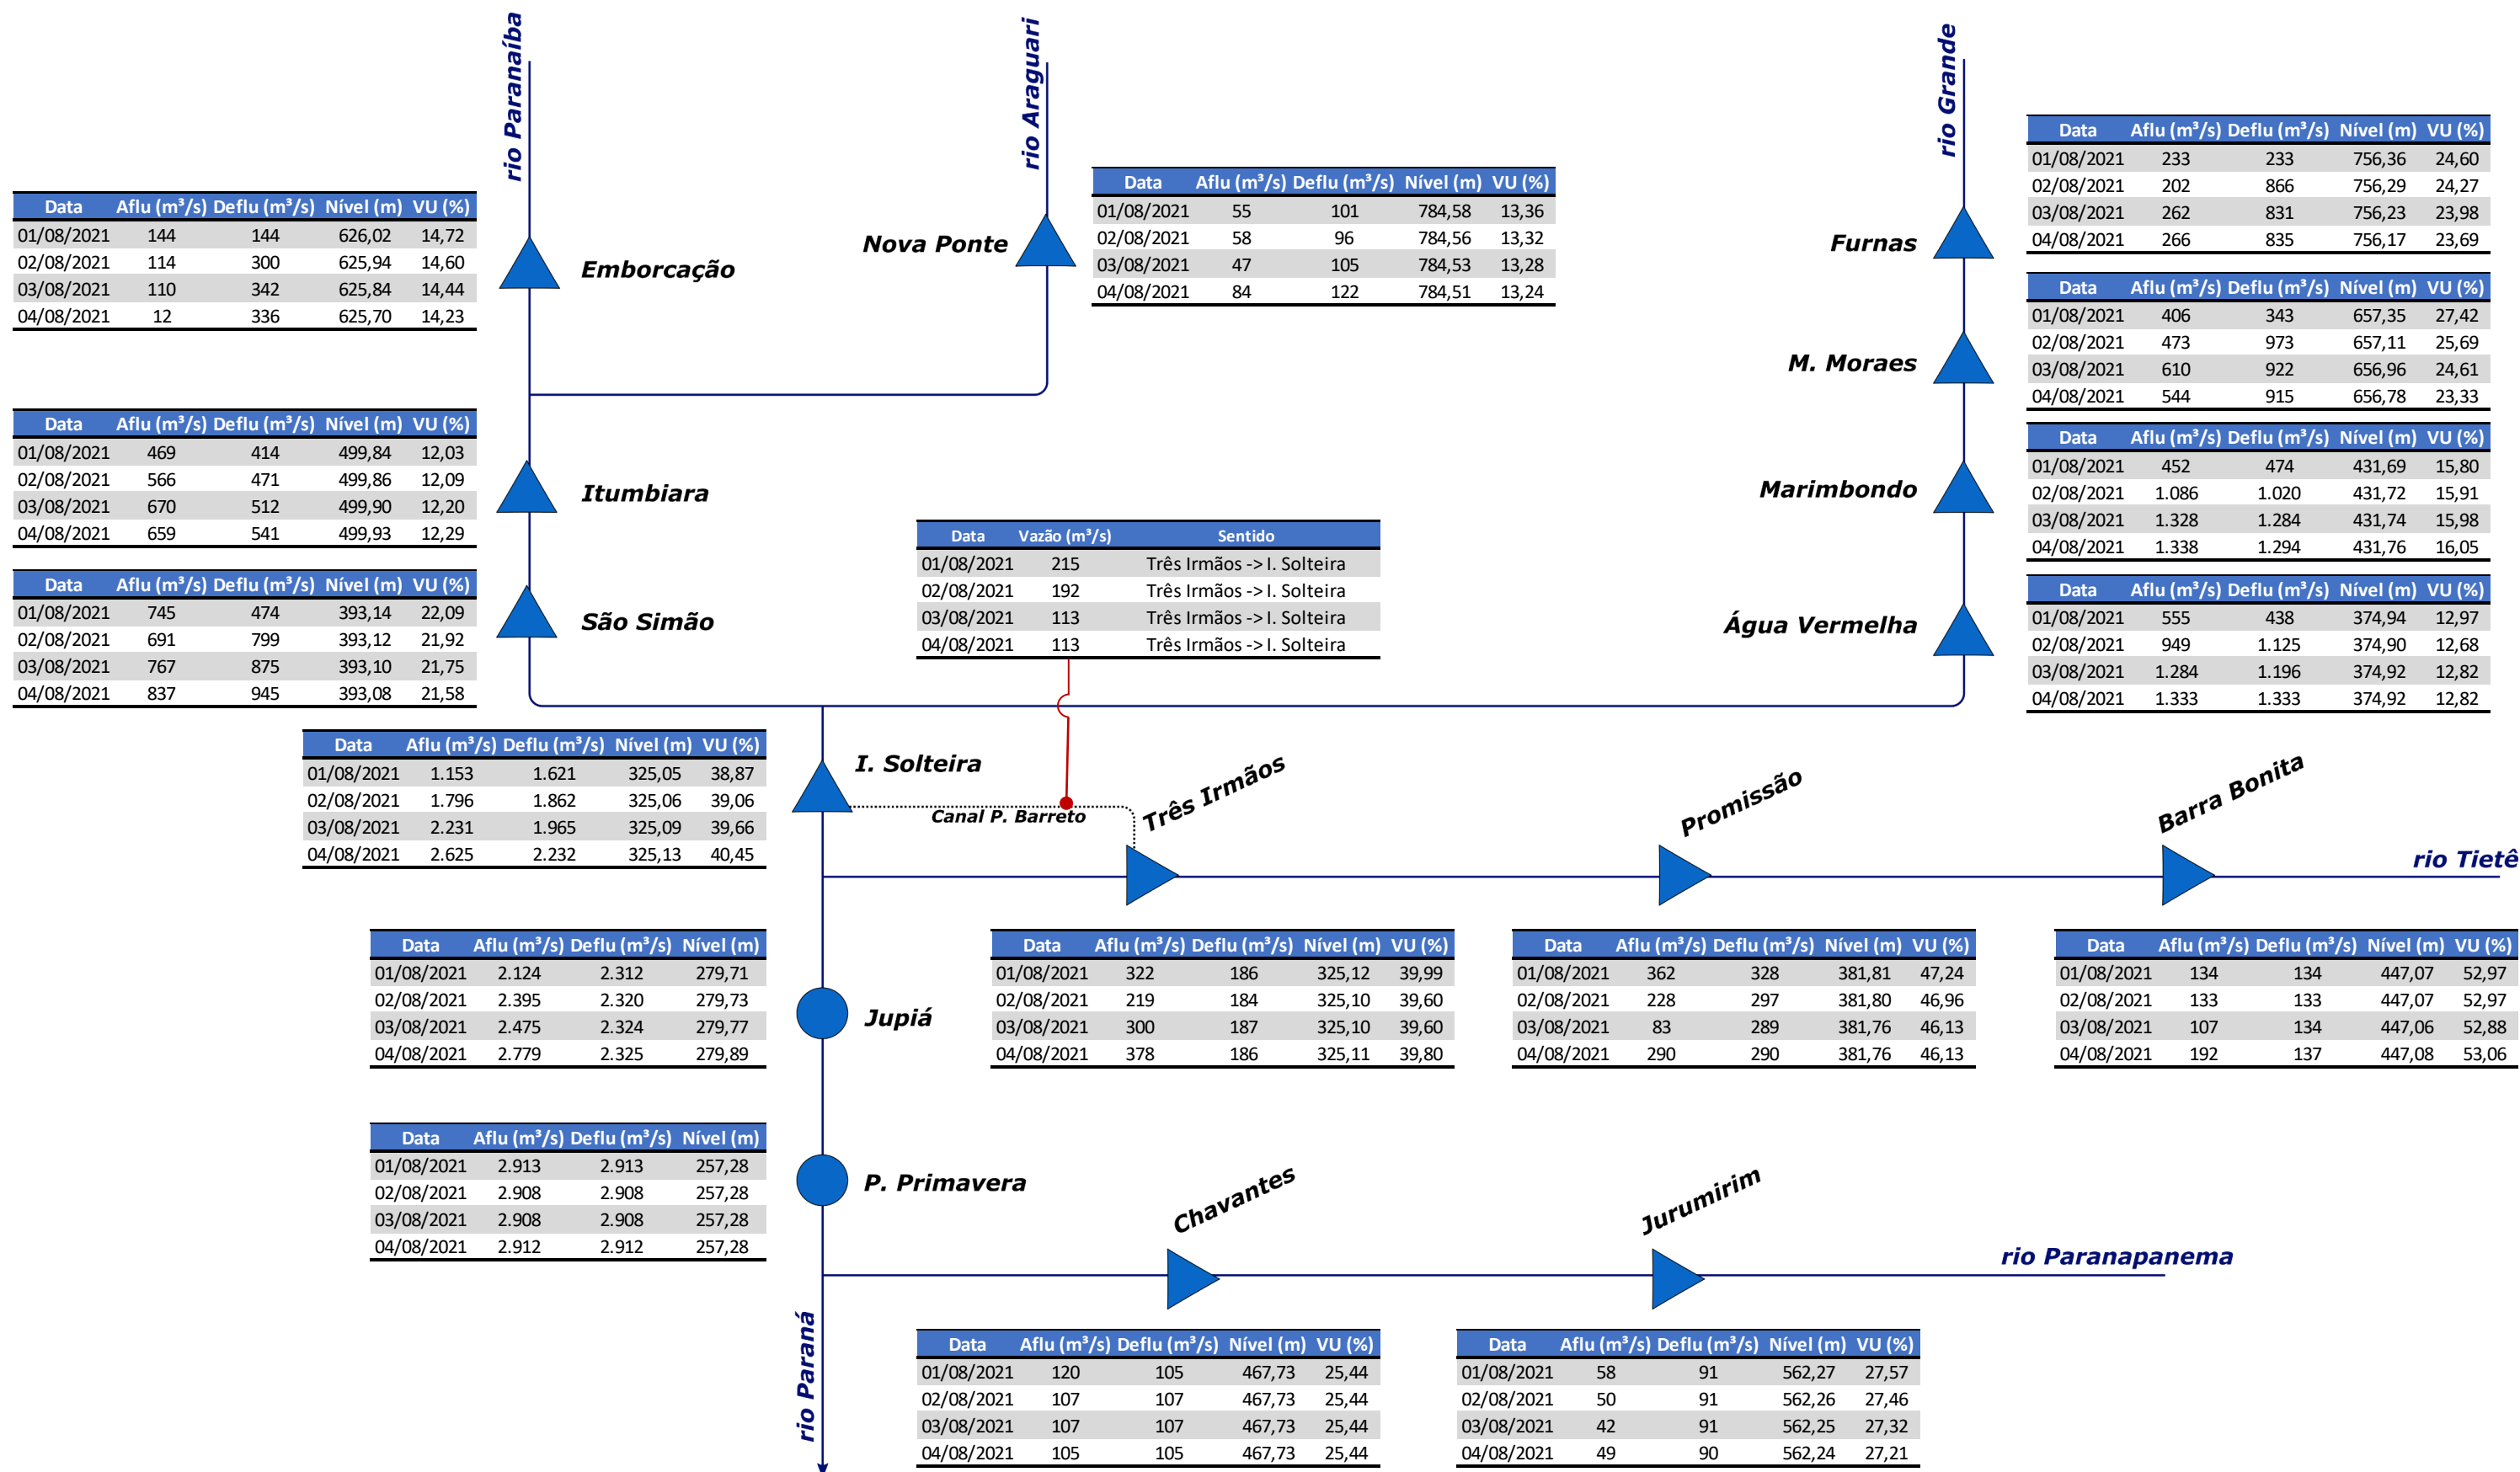 rio Paranaíba
rio Araguari
rio Grande
Data Aflu (m³/s) Deflu (m³/s) Nível (m) VU (%)
01/08/2021 233 233 756,36 24,60
02/08/2021 202 866 756,29 24,27
03/08/2021 262 831 756,23 23,98
04/08/2021 266 835 756,17 23,69
Furnas
Data Aflu (m³/s) Deflu (m³/s) Nível (m) VU (%)
01/08/2021 55 101 784,58 13,36
02/08/2021 58 96 784,56 13,32
03/08/2021 47 105 784,53 13,28
04/08/2021 84 122 784,51 13,24
Nova Ponte
Data Aflu (m³/s) Deflu (m³/s) Nível (m) VU (%)
01/08/2021 144 144 626,02 14,72
02/08/2021 114 300 625,94 14,60
03/08/2021 110 342 625,84 14,44
04/08/2021 12 336 625,70 14,23
Emborcação
Data Aflu (m³/s) Deflu (m³/s) Nível (m) VU (%)
01/08/2021 406 343 657,35 27,42
02/08/2021 473 973 657,11 25,69
03/08/2021 610 922 656,96 24,61
04/08/2021 544 915 656,78 23,33
M. Moraes
Data Aflu (m³/s) Deflu (m³/s) Nível (m) VU (%)
01/08/2021 469 414 499,84 12,03
02/08/2021 566 471 499,86 12,09
03/08/2021 670 512 499,90 12,20
04/08/2021 659 541 499,93 12,29
Itumbiara
Data Aflu (m³/s) Deflu (m³/s) Nível (m) VU (%)
01/08/2021 452 474 431,69 15,80
02/08/2021 1.086 1.020 431,72 15,91
03/08/2021 1.328 1.284 431,74 15,98
04/08/2021 1.338 1.294 431,76 16,05
Marimbondo
Data Vazão (m³/s) Sentido
01/08/2021 215 Três Irmãos -> I. Solteira
02/08/2021 192 Três Irmãos -> I. Solteira
03/08/2021 113 Três Irmãos -> I. Solteira
04/08/2021 113 Três Irmãos -> I. Solteira
Data Aflu (m³/s) Deflu (m³/s) Nível (m) VU (%)
01/08/2021 745 474 393,14 22,09
02/08/2021 691 799 393,12 21,92
03/08/2021 767 875 393,10 21,75
04/08/2021 837 945 393,08 21,58
São Simão
Data Aflu (m³/s) Deflu (m³/s) Nível (m) VU (%)
01/08/2021 555 438 374,94 12,97
02/08/2021 949 1.125 374,90 12,68
03/08/2021 1.284 1.196 374,92 12,82
04/08/2021 1.333 1.333 374,92 12,82
Água Vermelha
Data Aflu (m³/s) Deflu (m³/s) Nível (m) VU (%)
01/08/2021 1.153 1.621 325,05 38,87
02/08/2021 1.796 1.862 325,06 39,06
03/08/2021 2.231 1.965 325,09 39,66
04/08/2021 2.625 2.232 325,13 40,45
I. Solteira
Canal P. Barreto
Três Irmãos
Promissão
Barra Bonita
rio Tietê
Data Aflu (m³/s) Deflu (m³/s) Nível (m)
01/08/2021 2.124 2.312 279,71
02/08/2021 2.395 2.320 279,73
03/08/2021 2.475 2.324 279,77
04/08/2021 2.779 2.325 279,89
Jupiá
Data Aflu (m³/s) Deflu (m³/s) Nível (m) VU (%)
01/08/2021 322 186 325,12 39,99
02/08/2021 219 184 325,10 39,60
03/08/2021 300 187 325,10 39,60
04/08/2021 378 186 325,11 39,80
Data Aflu (m³/s) Deflu (m³/s) Nível (m) VU (%)
01/08/2021 362 328 381,81 47,24
02/08/2021 228 297 381,80 46,96
03/08/2021 83 289 381,76 46,13
04/08/2021 290 290 381,76 46,13
Data Aflu (m³/s) Deflu (m³/s) Nível (m) VU (%)
01/08/2021 134 134 447,07 52,97
02/08/2021 133 133 447,07 52,97
03/08/2021 107 134 447,06 52,88
04/08/2021 192 137 447,08 53,06
Data Aflu (m³/s) Deflu (m³/s) Nível (m)
01/08/2021 2.913 2.913 257,28
02/08/2021 2.908 2.908 257,28
03/08/2021 2.908 2.908 257,28
04/08/2021 2.912 2.912 257,28
P. Primavera
Chavantes
Jurumirim
rio Paranapanema
rio Paraná
Data Aflu (m³/s) Deflu (m³/s) Nível (m) VU (%)
01/08/2021 120 105 467,73 25,44
02/08/2021 107 107 467,73 25,44
03/08/2021 107 107 467,73 25,44
04/08/2021 105 105 467,73 25,44
Data Aflu (m³/s) Deflu (m³/s) Nível (m) VU (%)
01/08/2021 58 91 562,27 27,57
02/08/2021 50 91 562,26 27,46
03/08/2021 42 91 562,25 27,32
04/08/2021 49 90 562,24 27,21